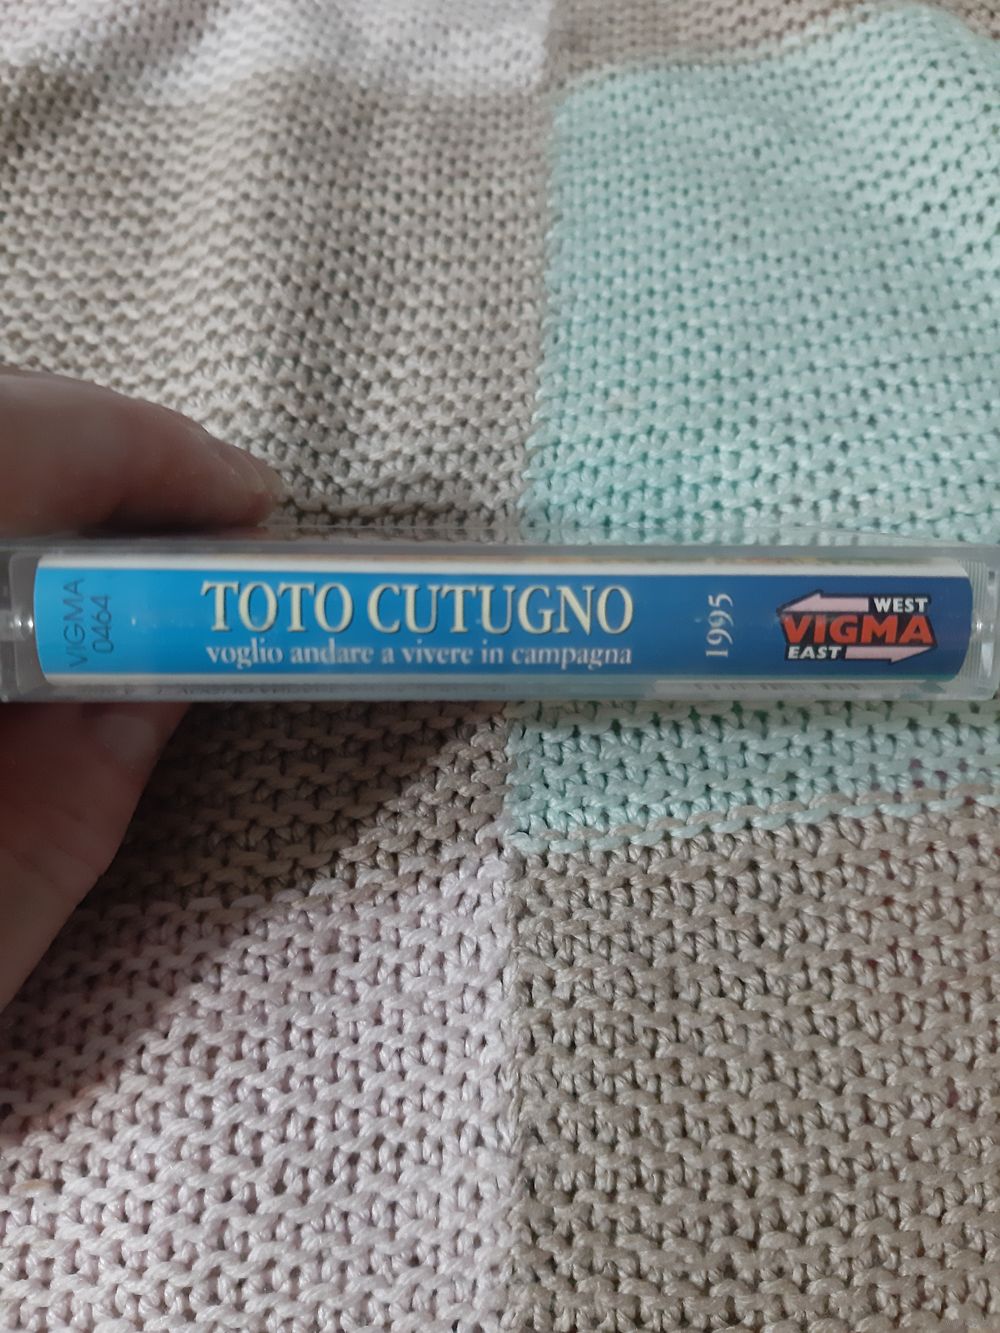 VIGMA
0464
TOTO CUTUGNO
voglio andare a vivere in campagna
1995
WEST
VIGMA
EAST